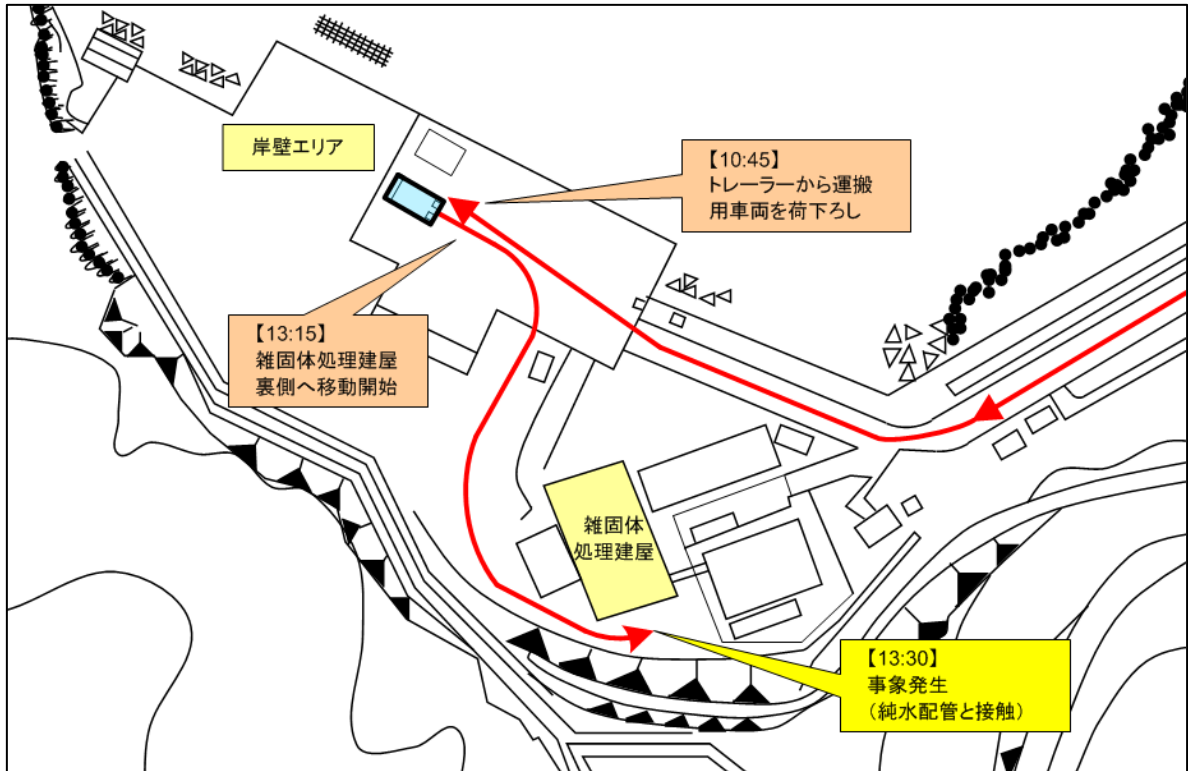 岸壁エリア
【10:45】
トレーラーから運搬
用車両を荷下ろし
【13:15】
雑固体処理建屋
裏側へ移動開始
雑固体
処理建屋
【13:30】
事象発生
（純水配管と接触）